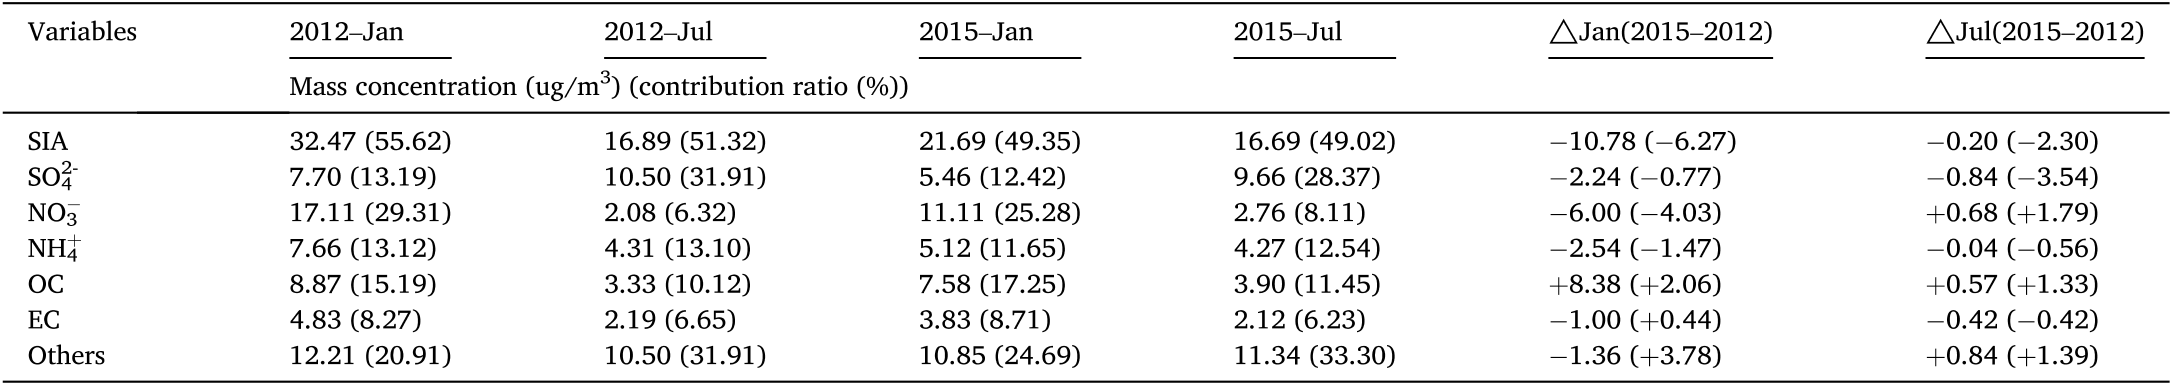 Variables 2012–Jan 2012–Jul 2015–Jan 2015–Jul △Jan(2015–2012) △Jul(2015–2012)
Mass concentration (ug/m³) (contribution ratio (%))
SIA 32.47 (55.62) 16.89 (51.32) 21.69 (49.35) 16.69 (49.02) −10.78 (−6.27) −0.20 (−2.30)
SO₄²⁻ 7.70 (13.19) 10.50 (31.91) 5.46 (12.42) 9.66 (28.37) −2.24 (−0.77) −0.84 (−3.54)
NO₃⁻ 17.11 (29.31) 2.08 (6.32) 11.11 (25.28) 2.76 (8.11) −6.00 (−4.03) +0.68 (+1.79)
NH₄⁺ 7.66 (13.12) 4.31 (13.10) 5.12 (11.65) 4.27 (12.54) −2.54 (−1.47) −0.04 (−0.56)
OC 8.87 (15.19) 3.33 (10.12) 7.58 (17.25) 3.90 (11.45) +8.38 (+2.06) +0.57 (+1.33)
EC 4.83 (8.27) 2.19 (6.65) 3.83 (8.71) 2.12 (6.23) −1.00 (+0.44) −0.42 (−0.42)
Others 12.21 (20.91) 10.50 (31.91) 10.85 (24.69) 11.34 (33.30) −1.36 (+3.78) +0.84 (+1.39)